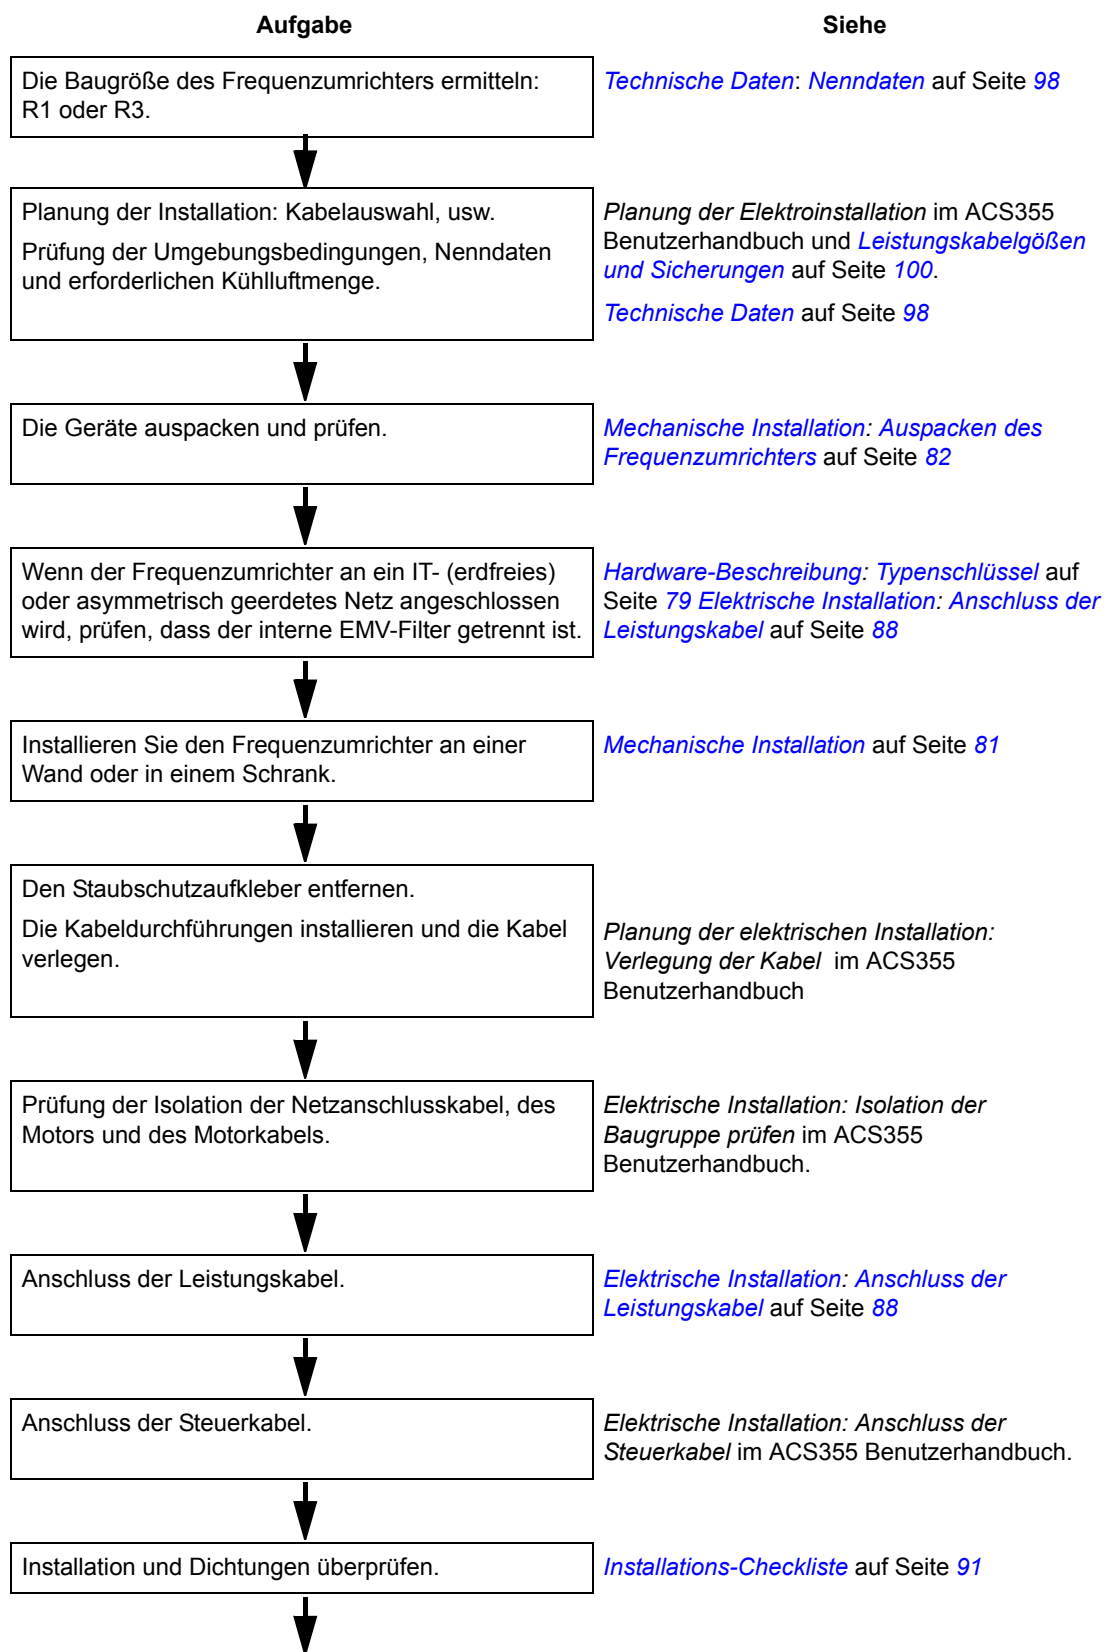 Aufgabe
Siehe
Die Baugröße des Frequenzumrichters ermitteln:
R1 oder R3.
Technische Daten: Nenndaten auf Seite 98
Planung der Installation: Kabelauswahl, usw.
Prüfung der Umgebungsbedingungen, Nenndaten
und erforderlichen Kühlluftmenge.
Planung der Elektroinstallation im ACS355
Benutzerhandbuch und Leistungskabelgößen
und Sicherungen auf Seite 100.
Technische Daten auf Seite 98
Die Geräte auspacken und prüfen.
Mechanische Installation: Auspacken des
Frequenzumrichters auf Seite 82
Wenn der Frequenzumrichter an ein IT- (erdfreies)
oder asymmetrisch geerdetes Netz angeschlossen
wird, prüfen, dass der interne EMV-Filter getrennt ist.
Hardware-Beschreibung: Typenschlüssel auf
Seite 79 Elektrische Installation: Anschluss der
Leistungskabel auf Seite 88
Installieren Sie den Frequenzumrichter an einer
Wand oder in einem Schrank.
Mechanische Installation auf Seite 81
Den Staubschutzaufkleber entfernen.
Die Kabeldurchführungen installieren und die Kabel
verlegen.
Planung der elektrischen Installation:
Verlegung der Kabel im ACS355
Benutzerhandbuch
Prüfung der Isolation der Netzanschlusskabel, des
Motors und des Motorkabels.
Elektrische Installation: Isolation der
Baugruppe prüfen im ACS355
Benutzerhandbuch.
Anschluss der Leistungskabel.
Elektrische Installation: Anschluss der
Leistungskabel auf Seite 88
Anschluss der Steuerkabel.
Elektrische Installation: Anschluss der
Steuerkabel im ACS355 Benutzerhandbuch.
Installation und Dichtungen überprüfen.
Installations-Checkliste auf Seite 91